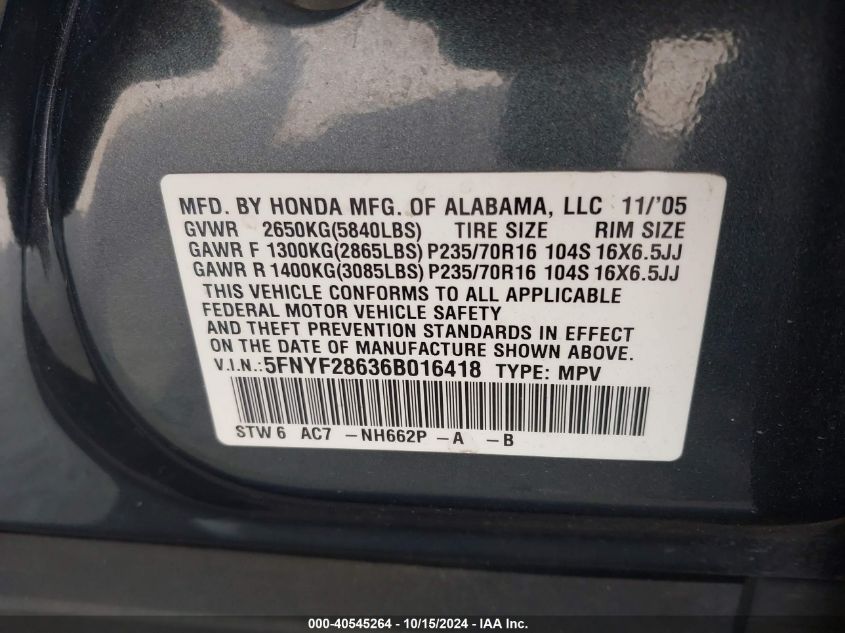 MFD. BY HONDA MFG. OF ALABAMA, LLC 11/'05
GVWR 2650KG(5840LBS) TIRE SIZE RIM SIZE
GAWR F 1300KG(2865LBS) P235/70R16 104S 16X6.5JJ
GAWR R 1400KG(3085LBS) P235/70R16 104S 16X6.5JJ
THIS VEHICLE CONFORMS TO ALL APPLICABLE
FEDERAL MOTOR VEHICLE SAFETY
AND THEFT PREVENTION STANDARDS IN EFFECT
ON THE DATE OF MANUFACTURE SHOWN ABOVE.
V.I.N.:5FNYF28636B016418 TYPE: MPV
STW 6 AC7 -NH662P -A -B
000-40545264 - 10/15/2024 - IAA Inc.